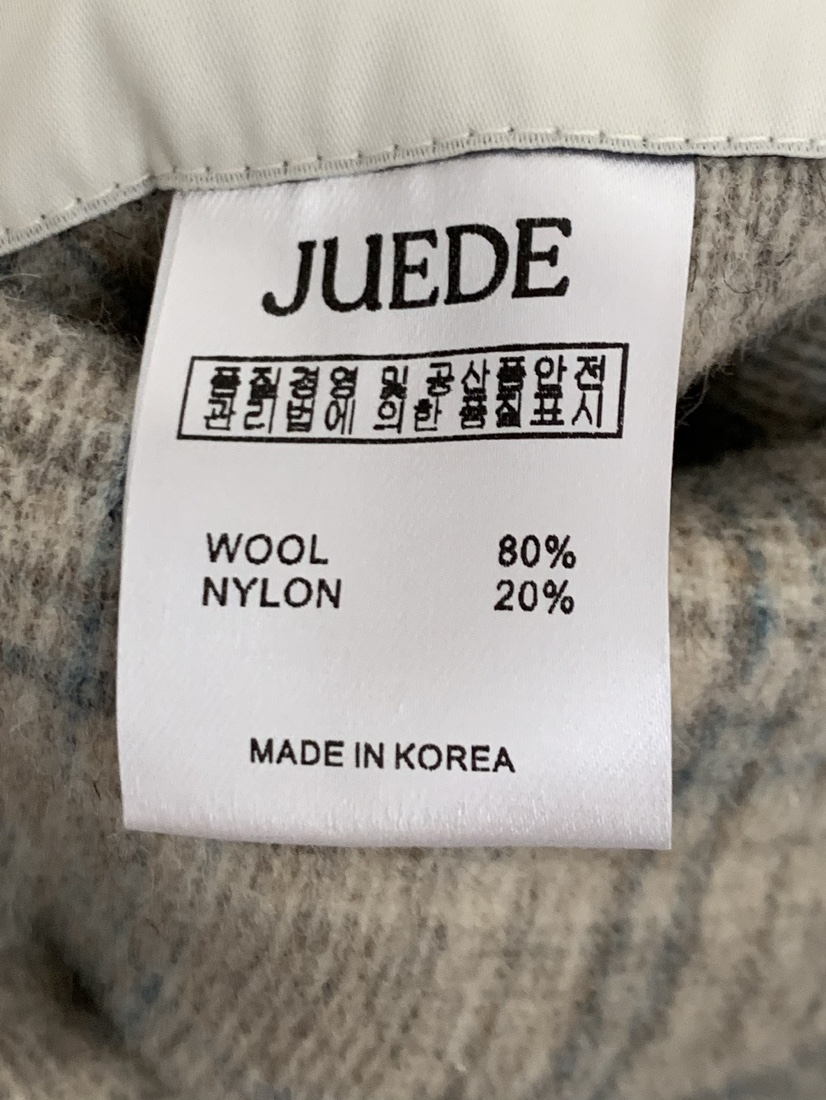 JUEDE
품질경영 및 공산품안전
관리법에 의한 품질표시
WOOL 80%
NYLON 20%
MADE IN KOREA